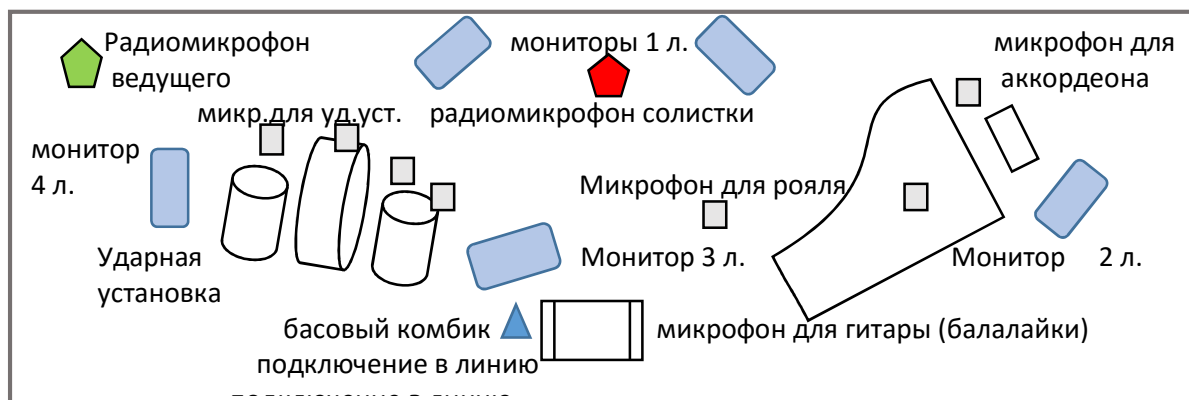 Радиомикрофон
ведущего
мониторы 1 л.
микрофон для
аккордеона
микр.для уд.уст.
радиомикрофон солистки
монитор
4 л.
Микрофон для рояля
Ударная
установка
Монитор 3 л.
Монитор 2 л.
басовый комбик
подключение в линию
микрофон для гитары (балалайки)